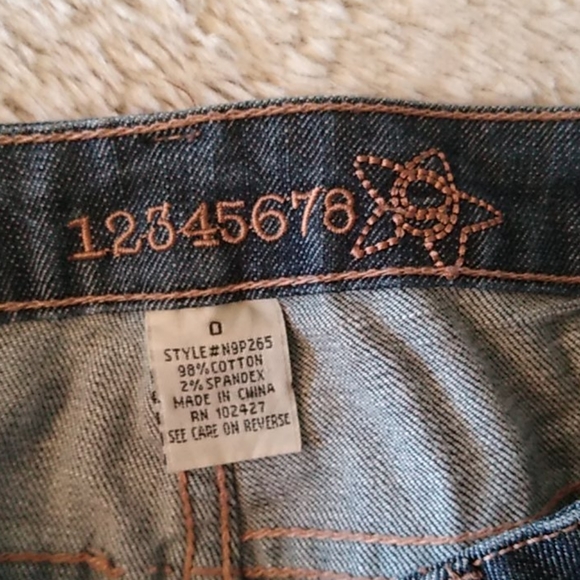 12345678
0
STYLE#N9P265
98%COTTON
2%SPANDEX
MADE IN CHINA
RN 102427
SEE CARE ON REVERSE